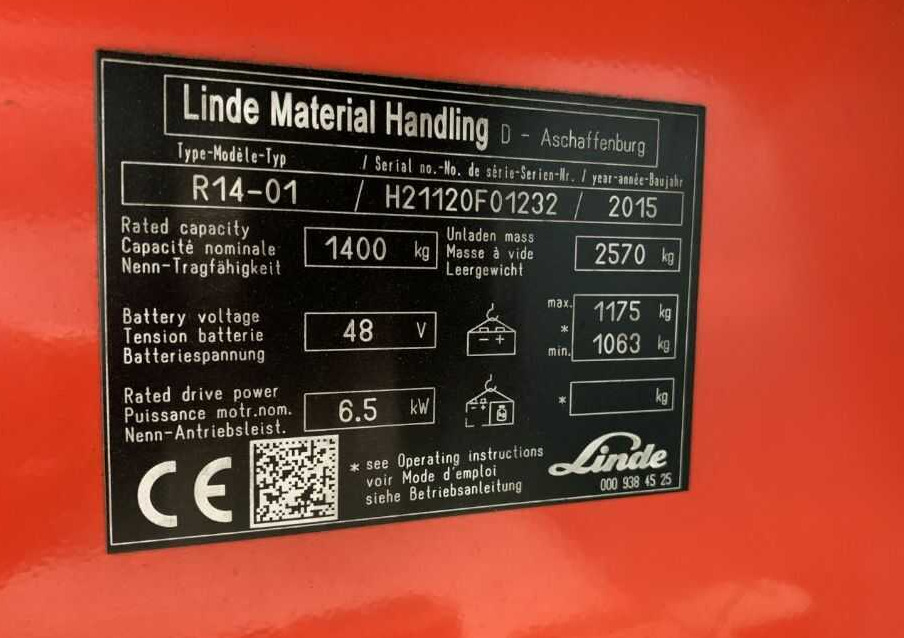 Linde Material Handling D - Aschaffenburg
Type-Modèle-Typ / Serial no.-No. de série-Serien-Nr. / year-année-Baujahr
R14-01 / H21120F01232 / 2015
Rated capacity
Capacité nominale
Nenn-Tragfähigkeit
1400 kg
Unladen mass
Masse à vide
Leergewicht
2570 kg
Battery voltage
Tension batterie
Batteriespannung
48 V
- +
max. 1175 kg
*
min. 1063 kg
Rated drive power
Puissance motr.nom.
Nenn-Antriebsleist.
6.5 kW
- +
kg
* kg
CE
* see Operating instructions
voir Mode d'emploi
siehe Betriebsanleitung
Linde
000 938 45 25